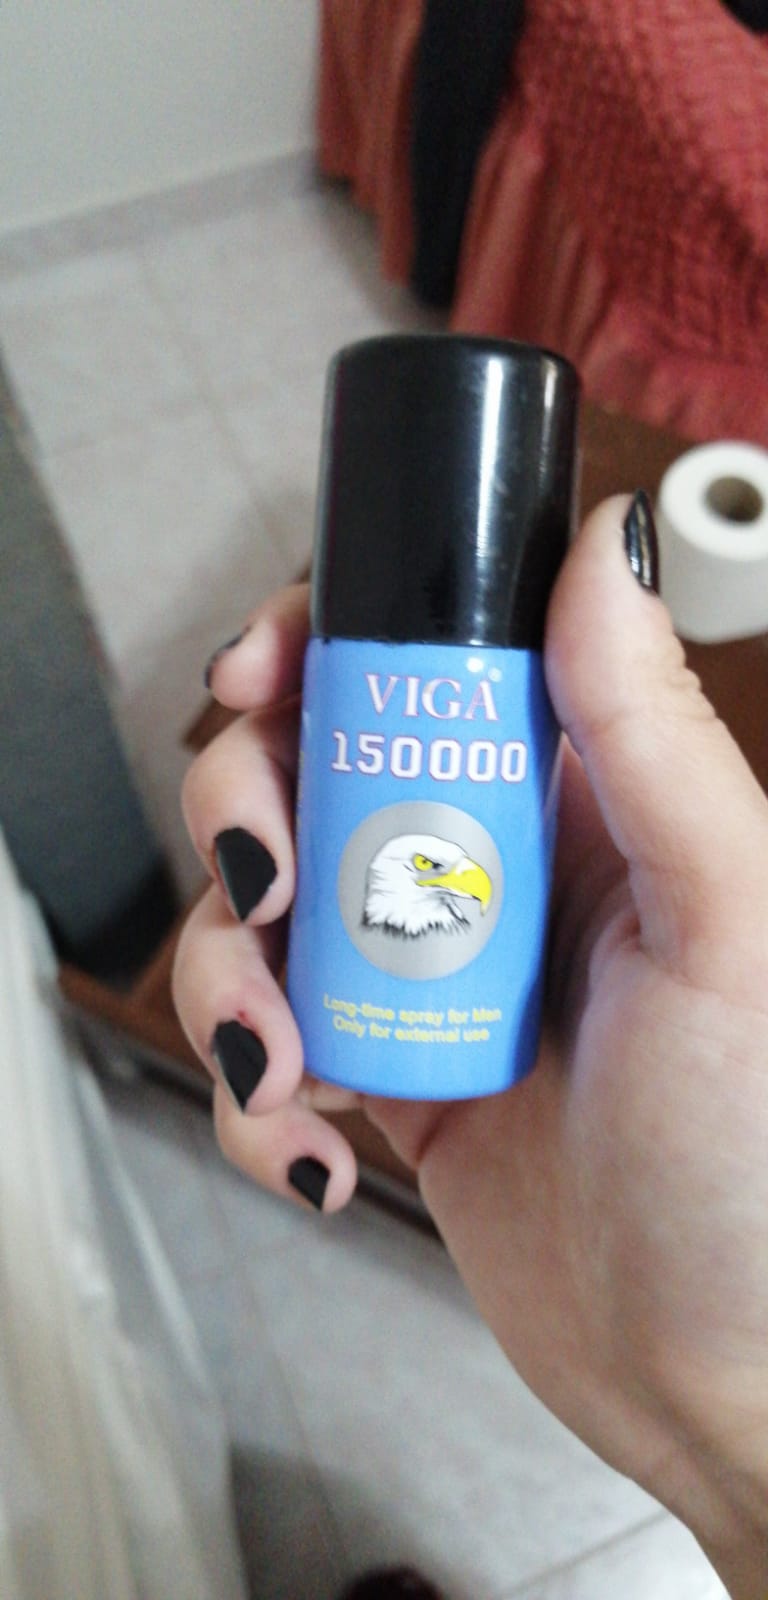 VIGA®
150000
Long-time spray for Men
Only for external use